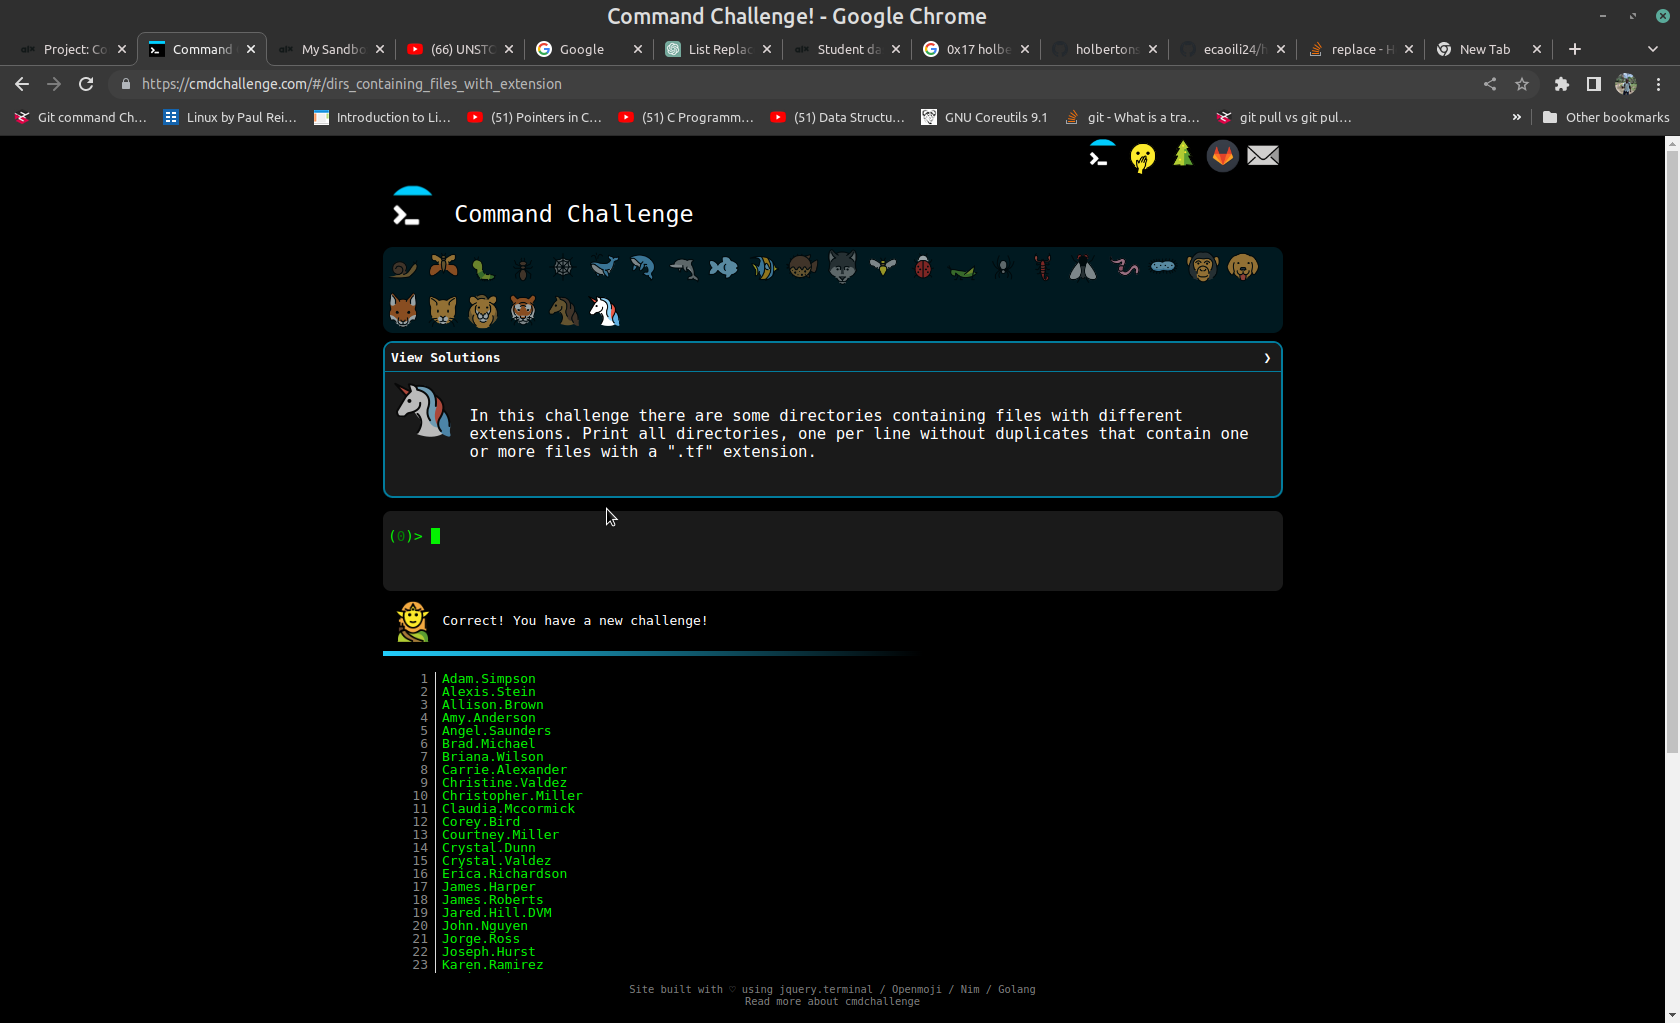 Command Challenge! - Google Chrome
Project: Co
Command
My Sandbo
(66) UNSTC
Google
List Replac
Student da
0x17 holbe
holbertons
ecaoili24/h
replace - H
New Tab
https://cmdchallenge.com/#/dirs_containing_files_with_extension
Git command Ch...
Linux by Paul Rei...
Introduction to Li...
(51) Pointers in C...
(51) C Programm...
(51) Data Structu...
GNU Coreutils 9.1
git - What is a tra...
git pull vs git pul...
Other bookmarks
Command Challenge
View Solutions
In this challenge there are some directories containing files with different
extensions. Print all directories, one per line without duplicates that contain one
or more files with a ".tf" extension.
(0)>
Correct! You have a new challenge!
1 Adam.Simpson
2 Alexis.Stein
3 Allison.Brown
4 Amy.Anderson
5 Angel.Saunders
6 Brad.Michael
7 Briana.Wilson
8 Carrie.Alexander
9 Christine.Valdez
10 Christopher.Miller
11 Claudia.Mccormick
12 Corey.Bird
13 Courtney.Miller
14 Crystal.Dunn
15 Crystal.Valdez
16 Erica.Richardson
17 James.Harper
18 James.Roberts
19 Jared.Hill.DVM
20 John.Nguyen
21 Jorge.Ross
22 Joseph.Hurst
23 Karen.Ramirez
Site built with ♡ using jquery.terminal / Openmoji / Nim / Golang
Read more about cmdchallenge